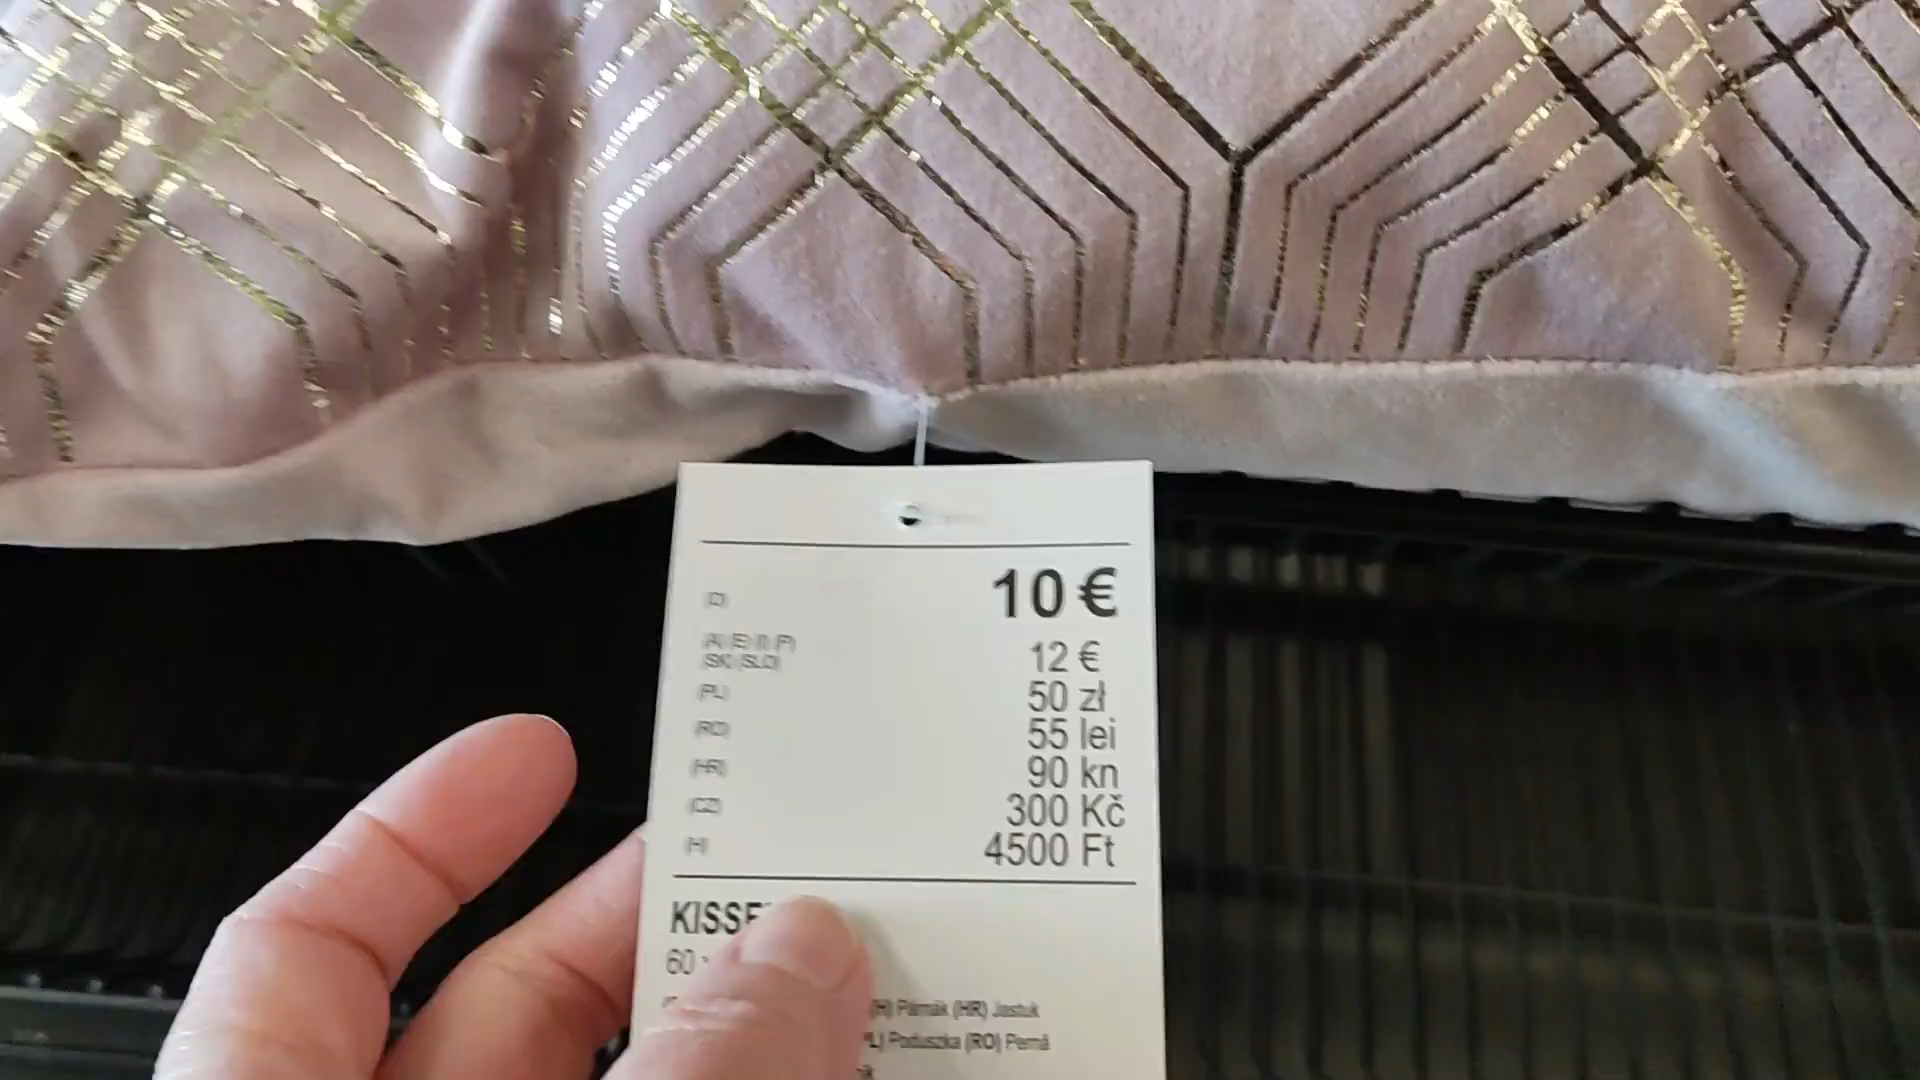 (D) 10 €
(A) (E) (I) (F)
(SK) (SLO) 12 €
(PL) 50 zł
(RO) 55 lei
(HR) 90 kn
(CZ) 300 Kč
(H) 4500 Ft
60
(H) Párnák (HR) Jastuk
Poduszka (RO) Pernă